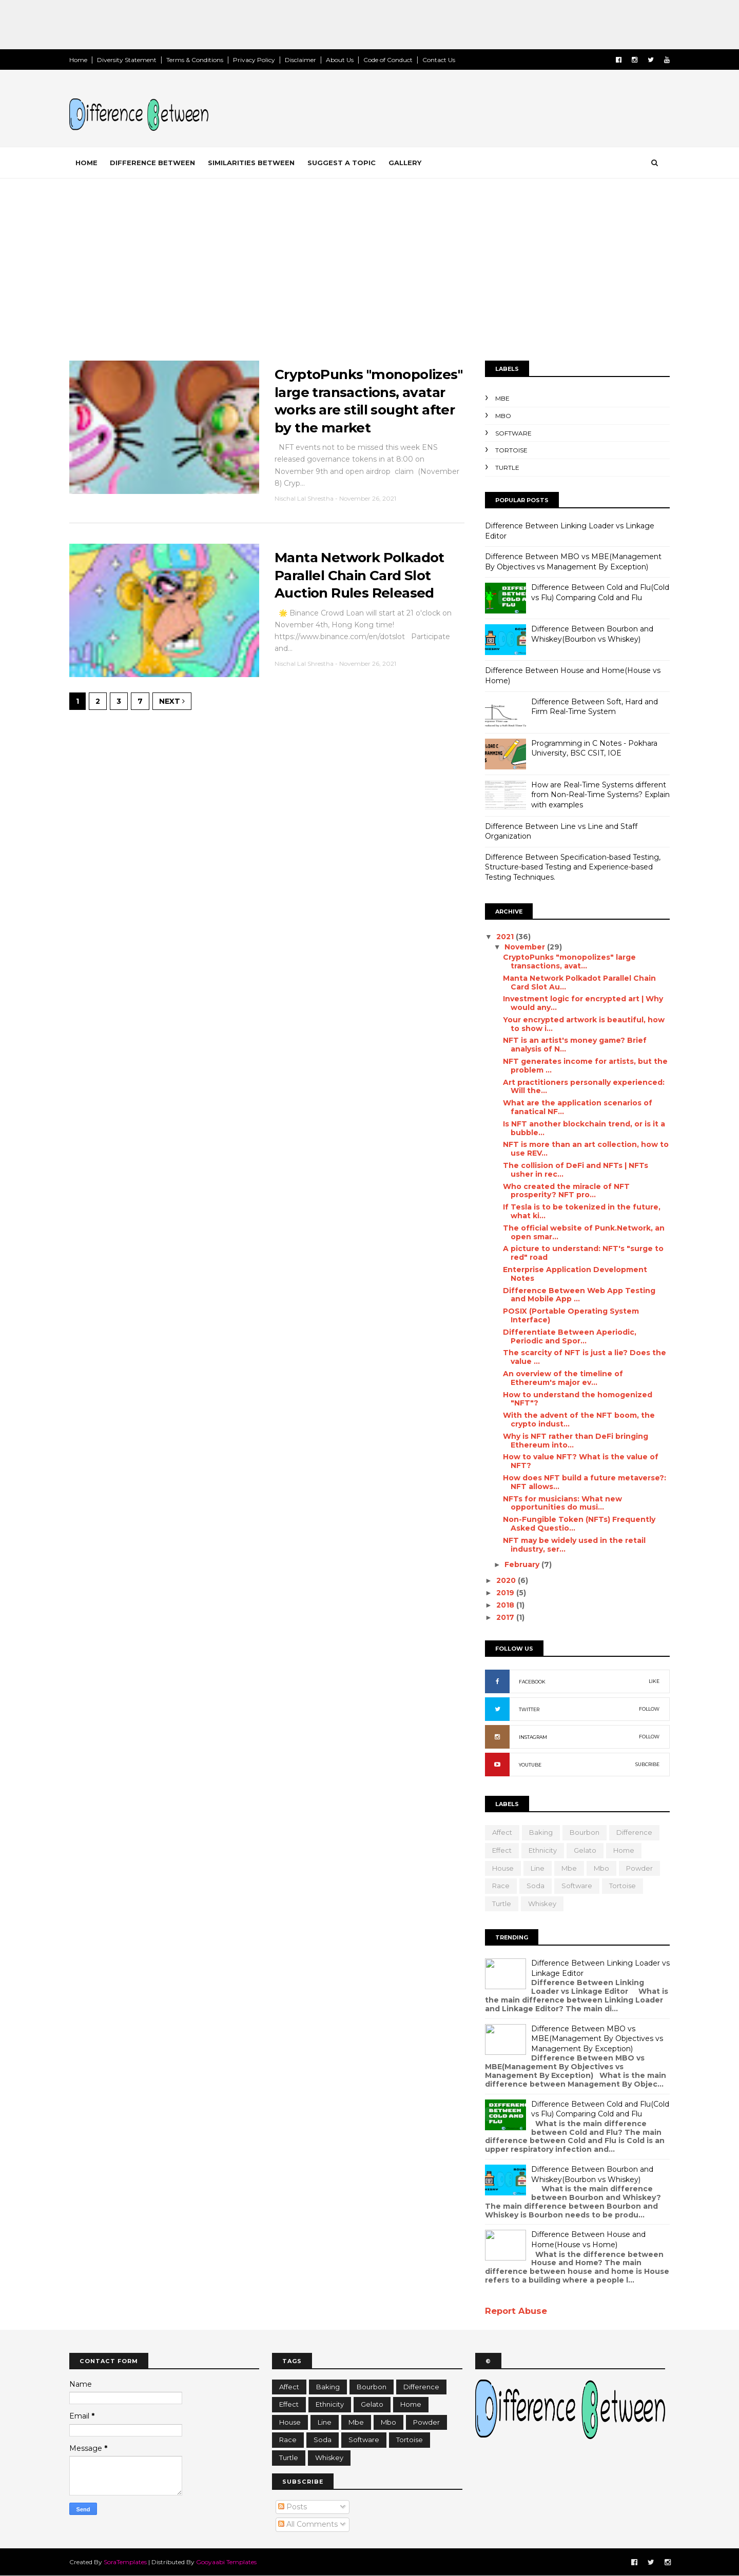 Home
Diversity Statement
Terms & Conditions
Privacy Policy
Disclaimer
About Us
Code of Conduct
Contact Us
Difference Between
HOME
DIFFERENCE BETWEEN
SIMILARITIES BETWEEN
SUGGEST A TOPIC
GALLERY
CryptoPunks "monopolizes"
large transactions, avatar
works are still sought after
by the market
NFT events not to be missed this week ENS
released governance tokens in at 8:00 on
November 9th and open airdrop claim (November
8) Cryp...
Nischal Lal Shrestha - November 26, 2021
Manta Network Polkadot
Parallel Chain Card Slot
Auction Rules Released
🌟 Binance Crowd Loan will start at 21 o'clock on
November 4th, Hong Kong time!
https://www.binance.com/en/dotslot Participate
and...
Nischal Lal Shrestha - November 26, 2021
1
2
3
7
NEXT ›
LABELS
MBE
MBO
SOFTWARE
TORTOISE
TURTLE
POPULAR POSTS
Difference Between Linking Loader vs Linkage
Editor
Difference Between MBO vs MBE(Management
By Objectives vs Management By Exception)
Difference Between Cold and Flu(Cold
vs Flu) Comparing Cold and Flu
Difference Between Bourbon and
Whiskey(Bourbon vs Whiskey)
Difference Between House and Home(House vs
Home)
Difference Between Soft, Hard and
Firm Real-Time System
Programming in C Notes - Pokhara
University, BSC CSIT, IOE
How are Real-Time Systems different
from Non-Real-Time Systems? Explain
with examples
Difference Between Line vs Line and Staff
Organization
Difference Between Specification-based Testing,
Structure-based Testing and Experience-based
Testing Techniques.
ARCHIVE
▼ 2021 (36)
▼ November (29)
CryptoPunks "monopolizes" large
transactions, avat...
Manta Network Polkadot Parallel Chain
Card Slot Au...
Investment logic for encrypted art | Why
would any...
Your encrypted artwork is beautiful, how
to show i...
NFT is an artist's money game? Brief
analysis of N...
NFT generates income for artists, but the
problem ...
Art practitioners personally experienced:
Will the...
What are the application scenarios of
fanatical NF...
Is NFT another blockchain trend, or is it a
bubble...
NFT is more than an art collection, how to
use REV...
The collision of DeFi and NFTs | NFTs
usher in rec...
Who created the miracle of NFT
prosperity? NFT pro...
If Tesla is to be tokenized in the future,
what ki...
The official website of Punk.Network, an
open smar...
A picture to understand: NFT's "surge to
red" road
Enterprise Application Development
Notes
Difference Between Web App Testing
and Mobile App ...
POSIX (Portable Operating System
Interface)
Differentiate Between Aperiodic,
Periodic and Spor...
The scarcity of NFT is just a lie? Does the
value ...
An overview of the timeline of
Ethereum's major ev...
How to understand the homogenized
"NFT"?
With the advent of the NFT boom, the
crypto indust...
Why is NFT rather than DeFi bringing
Ethereum into...
How to value NFT? What is the value of
NFT?
How does NFT build a future metaverse?:
NFT allows...
NFTs for musicians: What new
opportunities do musi...
Non-Fungible Token (NFTs) Frequently
Asked Questio...
NFT may be widely used in the retail
industry, ser...
► February (7)
► 2020 (6)
► 2019 (5)
► 2018 (1)
► 2017 (1)
FOLLOW US
FACEBOOK LIKE
TWITTER FOLLOW
INSTAGRAM FOLLOW
YOUTUBE SUBCRIBE
LABELS
Affect Baking Bourbon Difference
Effect Ethnicity Gelato Home
House Line Mbe Mbo Powder
Race Soda Software Tortoise
Turtle Whiskey
TRENDING
Difference Between Linking Loader vs
Linkage Editor
Difference Between Linking
Loader vs Linkage Editor What is
the main difference between Linking Loader
and Linkage Editor? The main di...
Difference Between MBO vs
MBE(Management By Objectives vs
Management By Exception)
Difference Between MBO vs
MBE(Management By Objectives vs
Management By Exception) What is the main
difference between Management By Objec...
Difference Between Cold and Flu(Cold
vs Flu) Comparing Cold and Flu
What is the main difference
between Cold and Flu? The main
difference between Cold and Flu is Cold is an
upper respiratory infection and...
Difference Between Bourbon and
Whiskey(Bourbon vs Whiskey)
What is the main difference
between Bourbon and Whiskey?
The main difference between Bourbon and
Whiskey is Bourbon needs to be produ...
Difference Between House and
Home(House vs Home)
What is the difference between
House and Home? The main
difference between house and home is House
refers to a building where a people l...
Report Abuse
CONTACT FORM
Name
Email *
Message *
Send
TAGS
Affect Baking Bourbon Difference
Effect Ethnicity Gelato Home
House Line Mbe Mbo Powder
Race Soda Software Tortoise
Turtle Whiskey
SUBSCRIBE
Posts
All Comments
©
Difference Between
Created By SoraTemplates | Distributed By Gooyaabi Templates